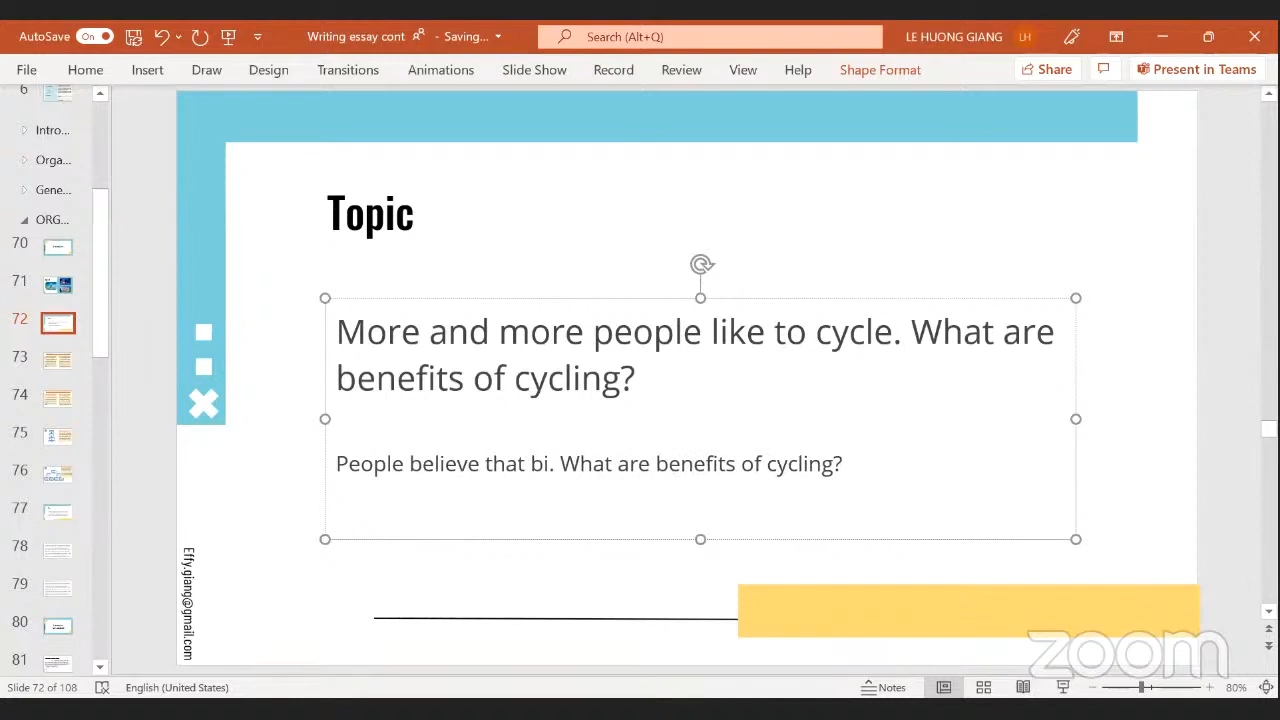 AutoSave On Writing essay cont - Saving... Search (Alt+Q) LE HUONG GIANG LH
File Home Insert Draw Design Transitions Animations Slide Show Record Review View Help Shape Format Share Present in Teams
6
Intro...
Orga...
Gene...
ORG...
70
71
72
73
74
75
76
77
78
79
80
81
Topic
More and more people like to cycle. What are
benefits of cycling?
People believe that bi. What are benefits of cycling?
Effy.giang@gmail.com
zoom
Slide 72 of 108 English (United States) Notes 80%